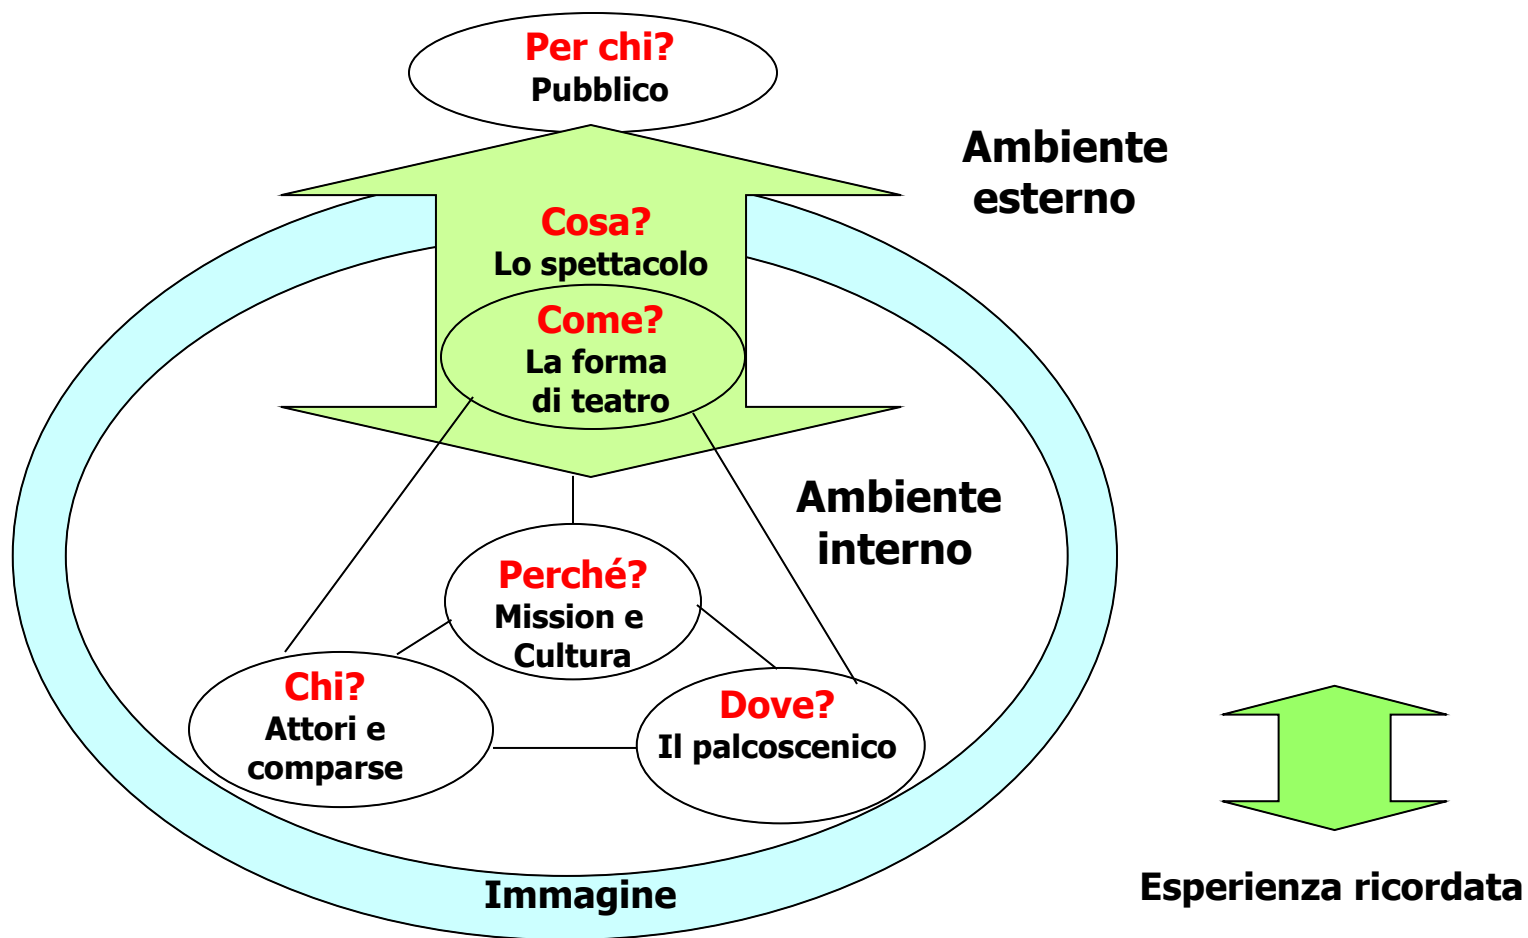 Per chi?
Pubblico
Ambiente
esterno
Cosa?
Lo spettacolo
Come?
La forma
di teatro
Ambiente
interno
Perché?
Mission e
Cultura
Chi?
Attori e
comparse
Dove?
Il palcoscenico
Immagine
Esperienza ricordata